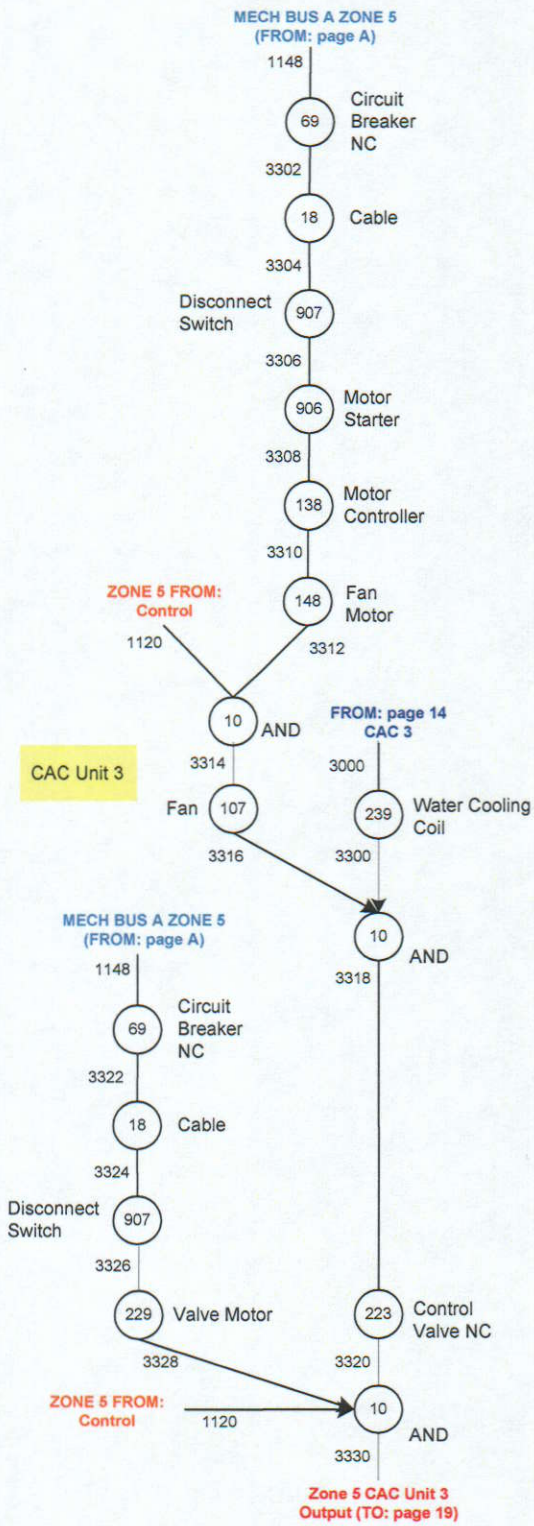 MECH BUS A ZONE 5
(FROM: page A)
1148
69
Circuit
Breaker
NC
3302
18
Cable
3304
Disconnect
Switch
907
3306
906
Motor
Starter
3308
138
Motor
Controller
3310
148
Fan
Motor
ZONE 5 FROM:
Control
1120
3312
10
AND
FROM: page 14
CAC 3
3314
3000
CAC Unit 3
Fan
107
239
Water Cooling
Coil
3316
3300
MECH BUS A ZONE 5
(FROM: page A)
10
AND
1148
3318
69
Circuit
Breaker
NC
3322
18
Cable
3324
Disconnect
Switch
907
3326
229
Valve Motor
223
Control
Valve NC
3328
3320
ZONE 5 FROM:
Control
1120
10
AND
3330
Zone 5 CAC Unit 3
Output (TO: page 19)